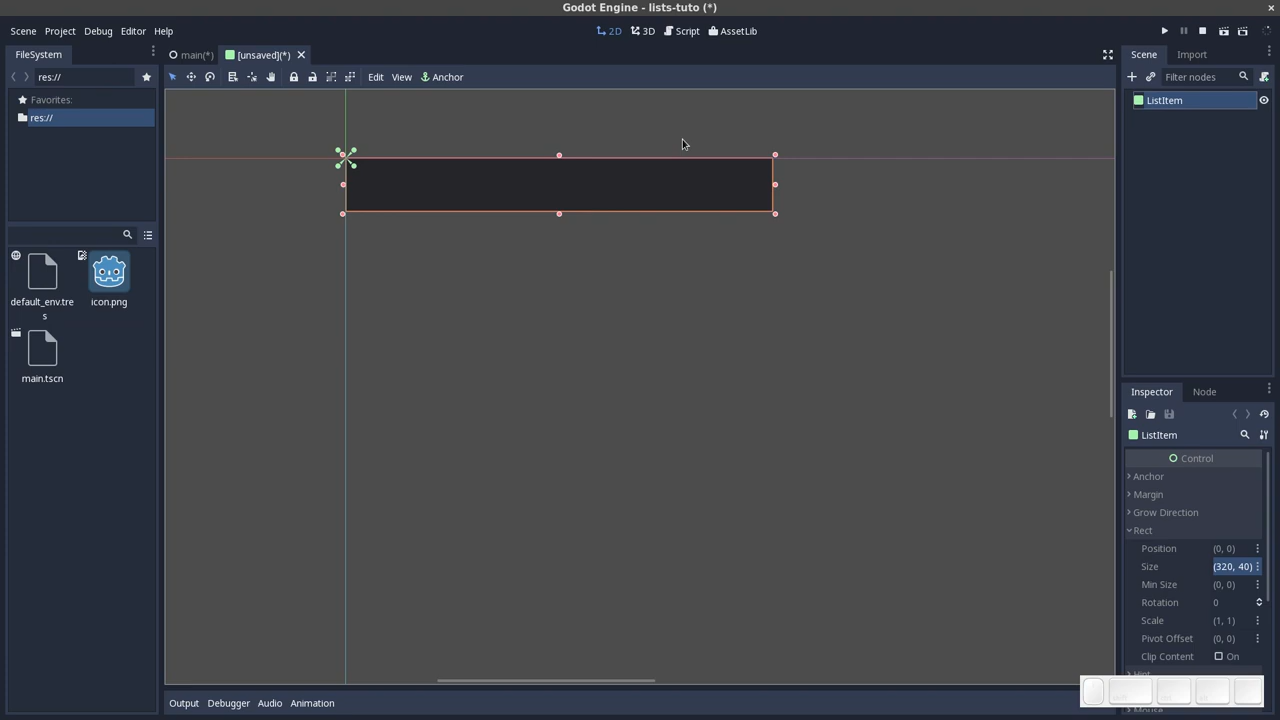 Godot Engine - lists-tuto (*)
Scene Project Debug Editor Help
2D 3D Script AssetLib
FileSystem
main(*) [unsaved](*)
Scene Import
res://
Edit View Anchor
Filter nodes
Favorites:
res://
ListItem
default_env.tre
s
icon.png
main.tscn
Inspector Node
ListItem
Control
Anchor
Margin
Grow Direction
Rect
Position (0, 0)
Size (320, 40)
Min Size (0, 0)
Rotation 0
Scale (1, 1)
Pivot Offset (0, 0)
Clip Content On
Output Debugger Audio Animation